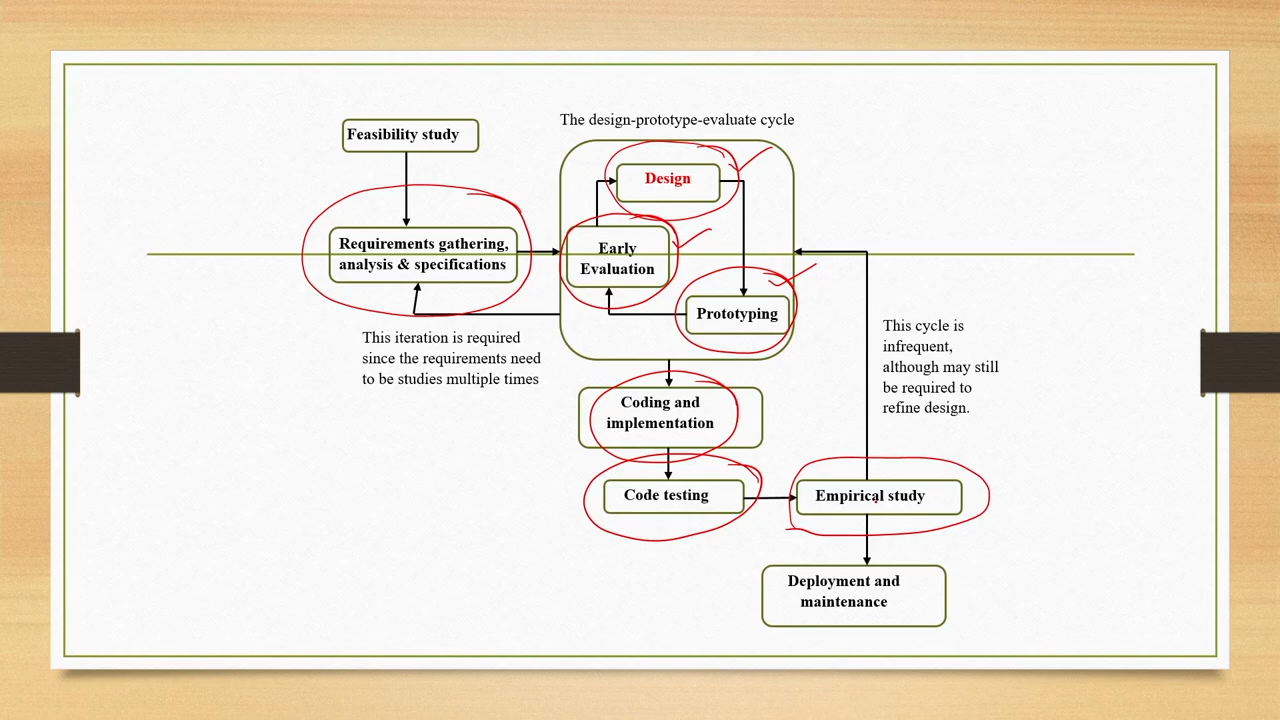 The design-prototype-evaluate cycle
Feasibility study
Design
Requirements gathering,
analysis & specifications
Early
Evaluation
Prototyping
This iteration is required
since the requirements need
to be studies multiple times
This cycle is
infrequent,
although may still
be required to
refine design.
Coding and
implementation
Code testing
Empirical study
Deployment and
maintenance